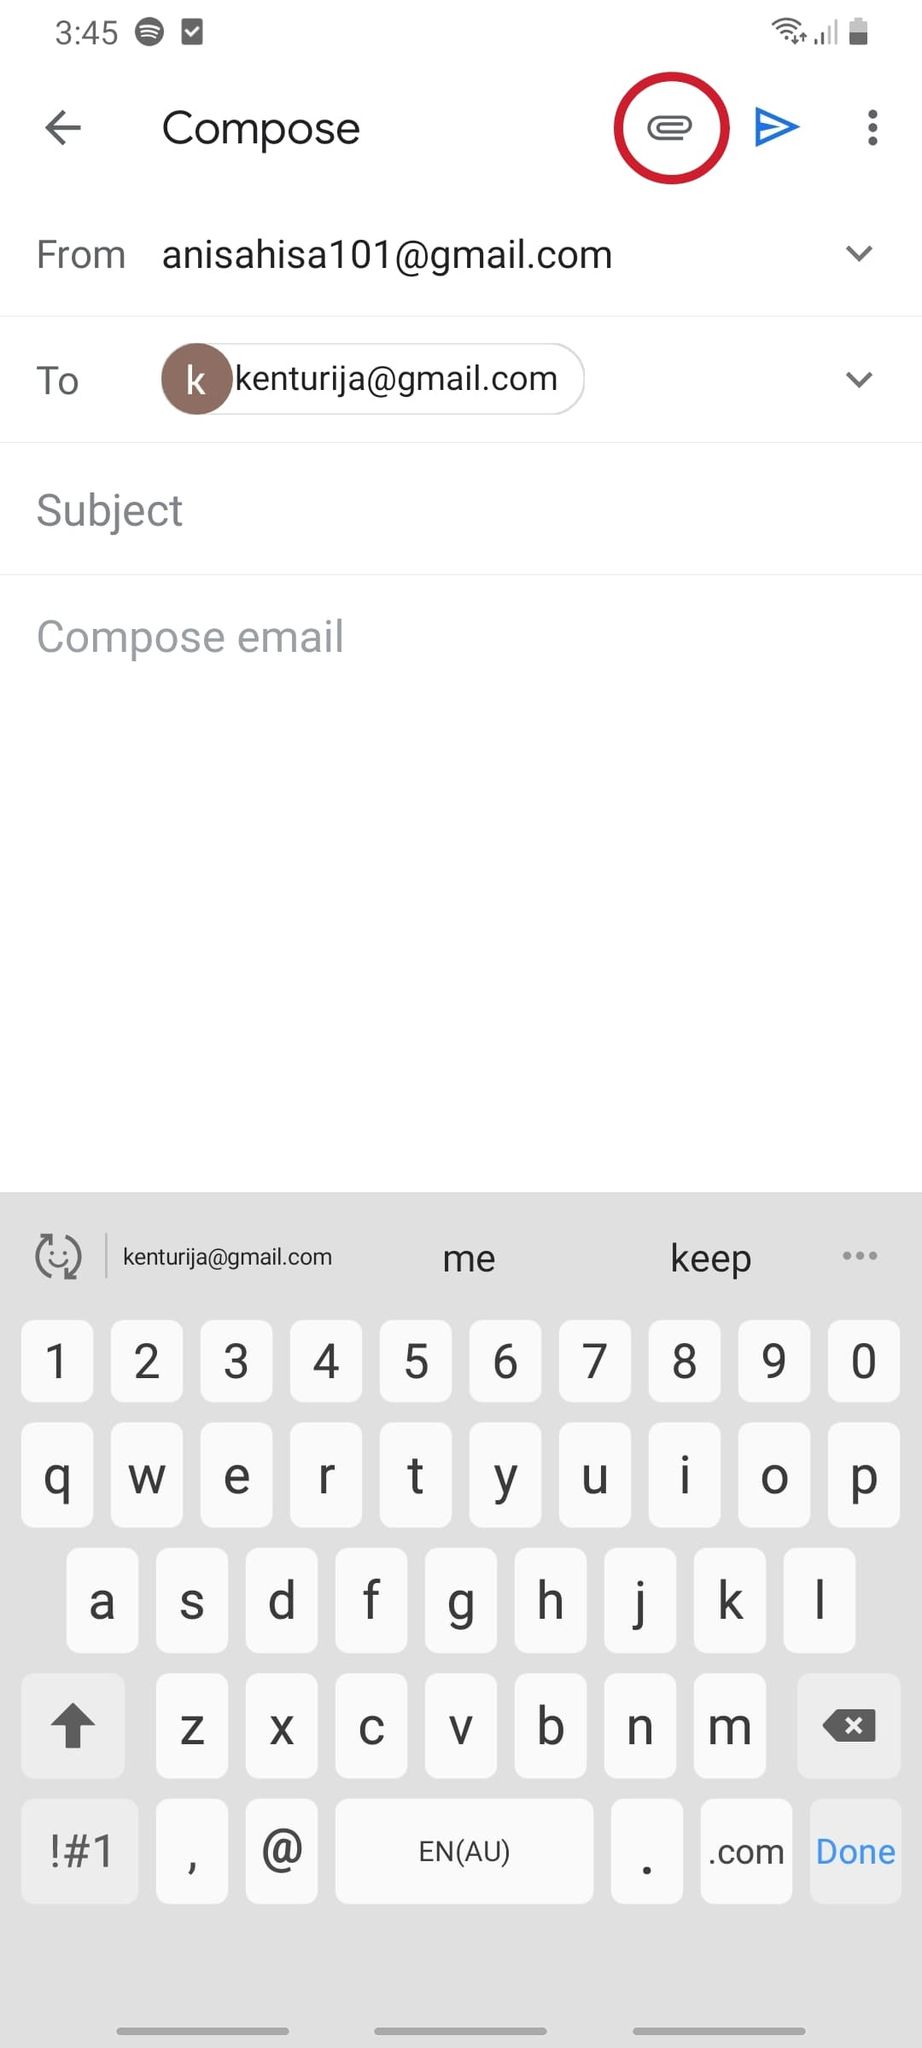 3:45
Compose
From anisahisa101@gmail.com
To k kenturija@gmail.com
Subject
Compose email
kenturija@gmail.com me keep
1 2 3 4 5 6 7 8 9 0
q w e r t y u i o p
a s d f g h j k l
z x c v b n m
!#1 , @ EN(AU) . .com Done